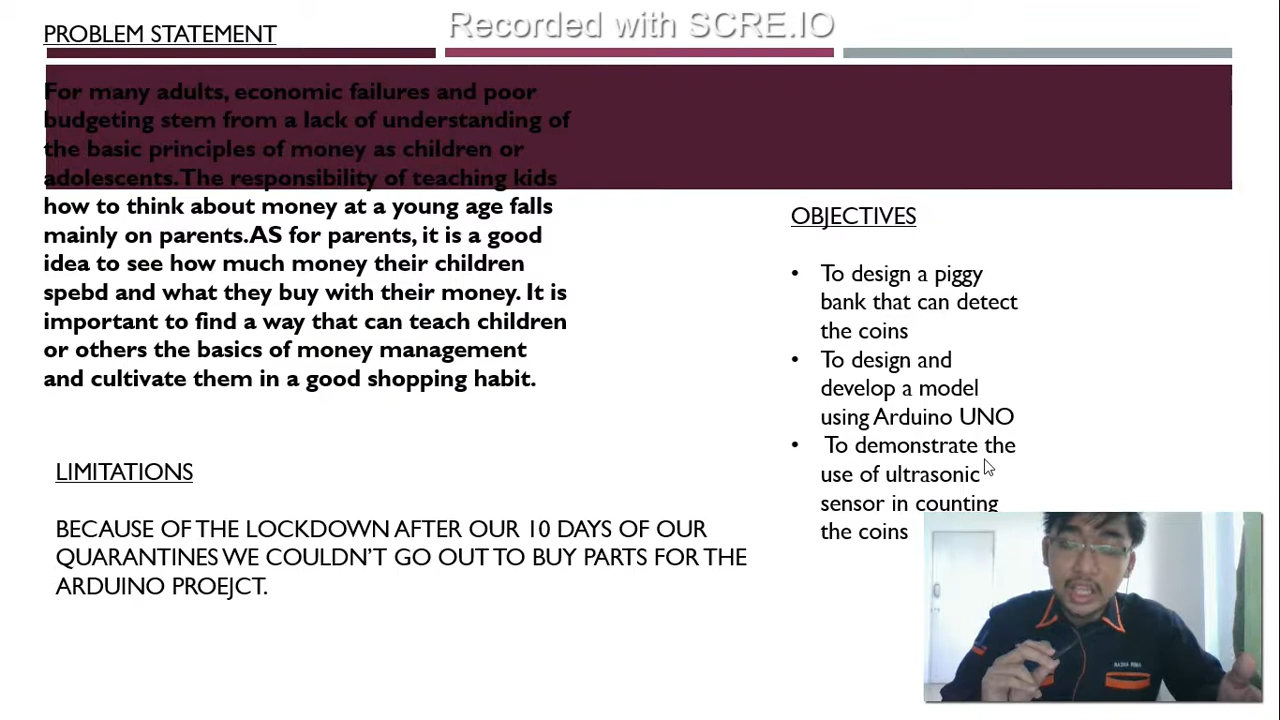 PROBLEM STATEMENT
Recorded with SCRE.IO
For many adults, economic failures and poor
budgeting stem from a lack of understanding of
the basic principles of money as children or
adolescents.The responsibility of teaching kids
how to think about money at a young age falls
mainly on parents.AS for parents, it is a good
idea to see how much money their children
spebd and what they buy with their money. It is
important to find a way that can teach children
or others the basics of money management
and cultivate them in a good shopping habit.
OBJECTIVES
• To design a piggy
bank that can detect
the coins
• To design and
develop a model
using Arduino UNO
• To demonstrate the
use of ultrasonic
sensor in counting
the coins
LIMITATIONS
BECAUSE OF THE LOCKDOWN AFTER OUR 10 DAYS OF OUR
QUARANTINES WE COULDN'T GO OUT TO BUY PARTS FOR THE
ARDUINO PROEJCT.